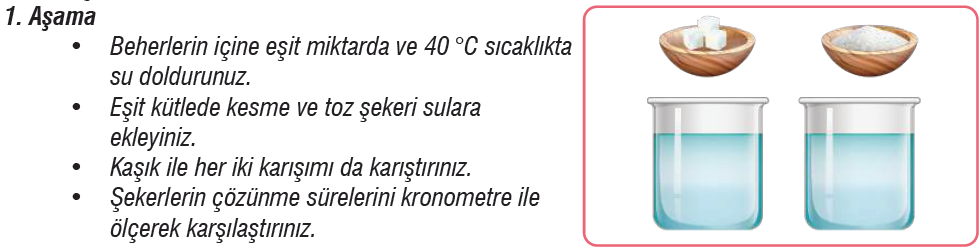 1. Aşama
• Beherlerin içine eşit miktarda ve 40 °C sıcaklıkta
su doldurunuz.
• Eşit kütlede kesme ve toz şekeri sulara
ekleyiniz.
• Kaşık ile her iki karışımı da karıştırınız.
• Şekerlerin çözünme sürelerini kronometre ile
ölçerek karşılaştırınız.